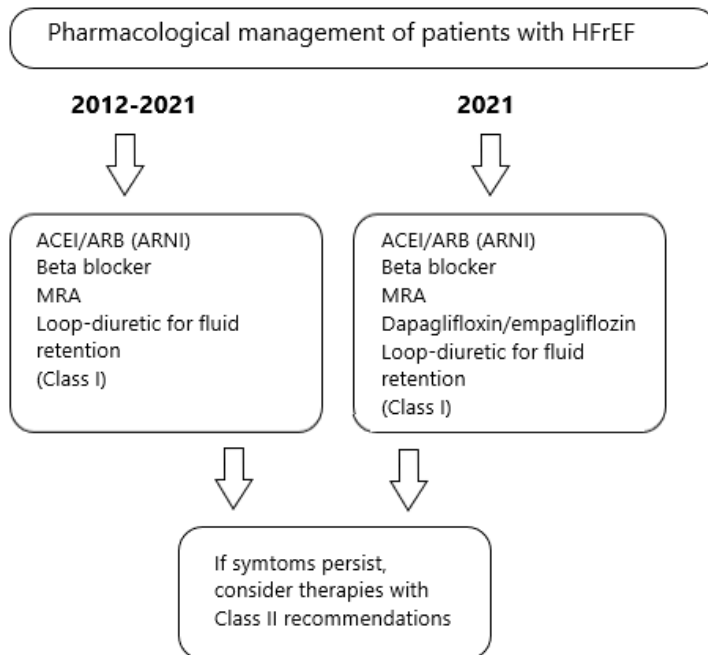 Pharmacological management of patients with HFrEF
2012-2021
2021
ACEI/ARB (ARNI)
Beta blocker
MRA
Loop-diuretic for fluid
retention
(Class I)
ACEI/ARB (ARNI)
Beta blocker
MRA
Dapaglifloxin/empagliflozin
Loop-diuretic for fluid
retention
(Class I)
If symtoms persist,
consider therapies with
Class II recommendations